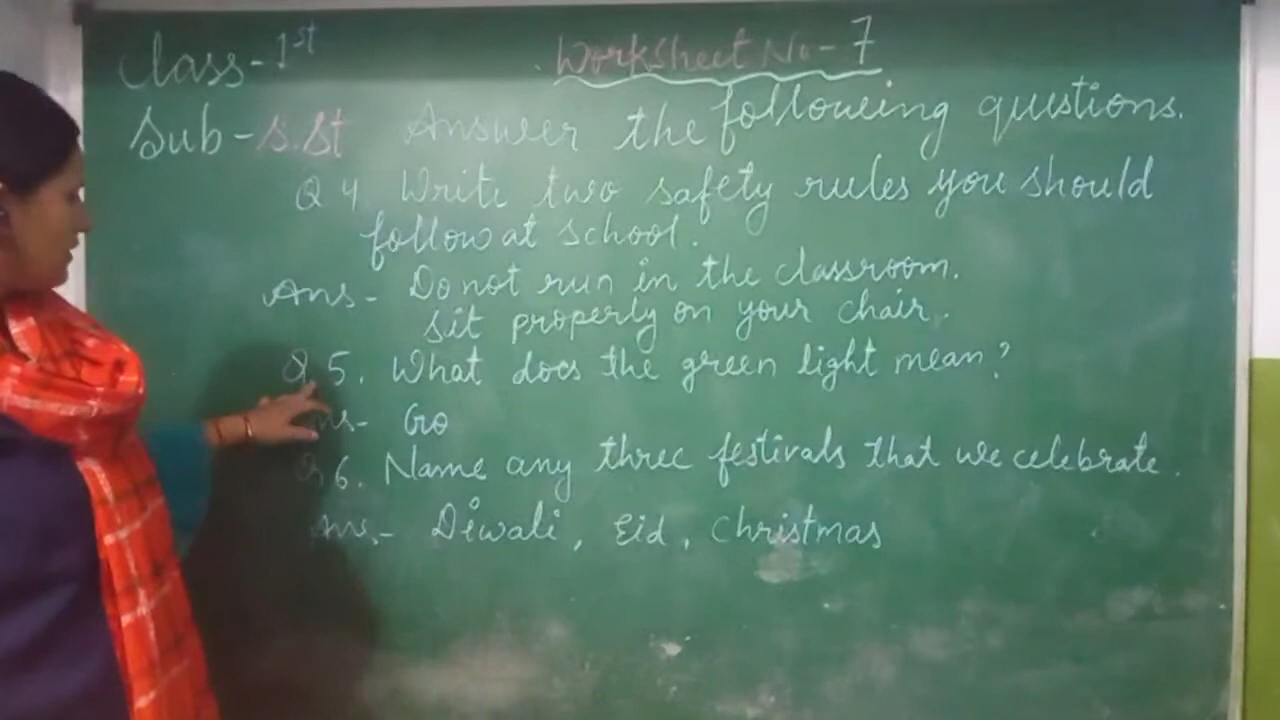 Class-1st
Worksheet No-7
Sub-S.St Answer the following questions.
Q 4 Write two safety rules you should
follow at school.
Ans- Do not run in the classroom.
Sit properly on your chair.
Q 5. What does the green light mean?
Ans- Go
Q 6. Name any three festivals that we celebrate.
Ans.- Diwali, Eid, Christmas